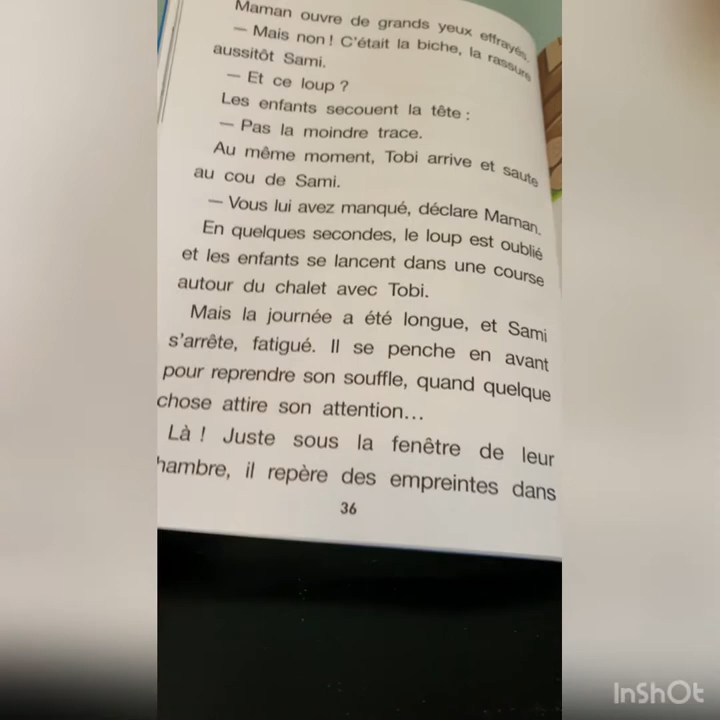 Maman ouvre de grands yeux effrayés.
— Mais non ! C'était la biche, la rassure
aussitôt Sami.
— Et ce loup ?
Les enfants secouent la tête :
— Pas la moindre trace.
Au même moment, Tobi arrive et saute
au cou de Sami.
— Vous lui avez manqué, déclare Maman.
En quelques secondes, le loup est oublié
et les enfants se lancent dans une course
autour du chalet avec Tobi.
Mais la journée a été longue, et Sami
s'arrête, fatigué. Il se penche en avant
pour reprendre son souffle, quand quelque
chose attire son attention...
Là ! Juste sous la fenêtre de leur
hambre, il repère des empreintes dans
36
InShOt